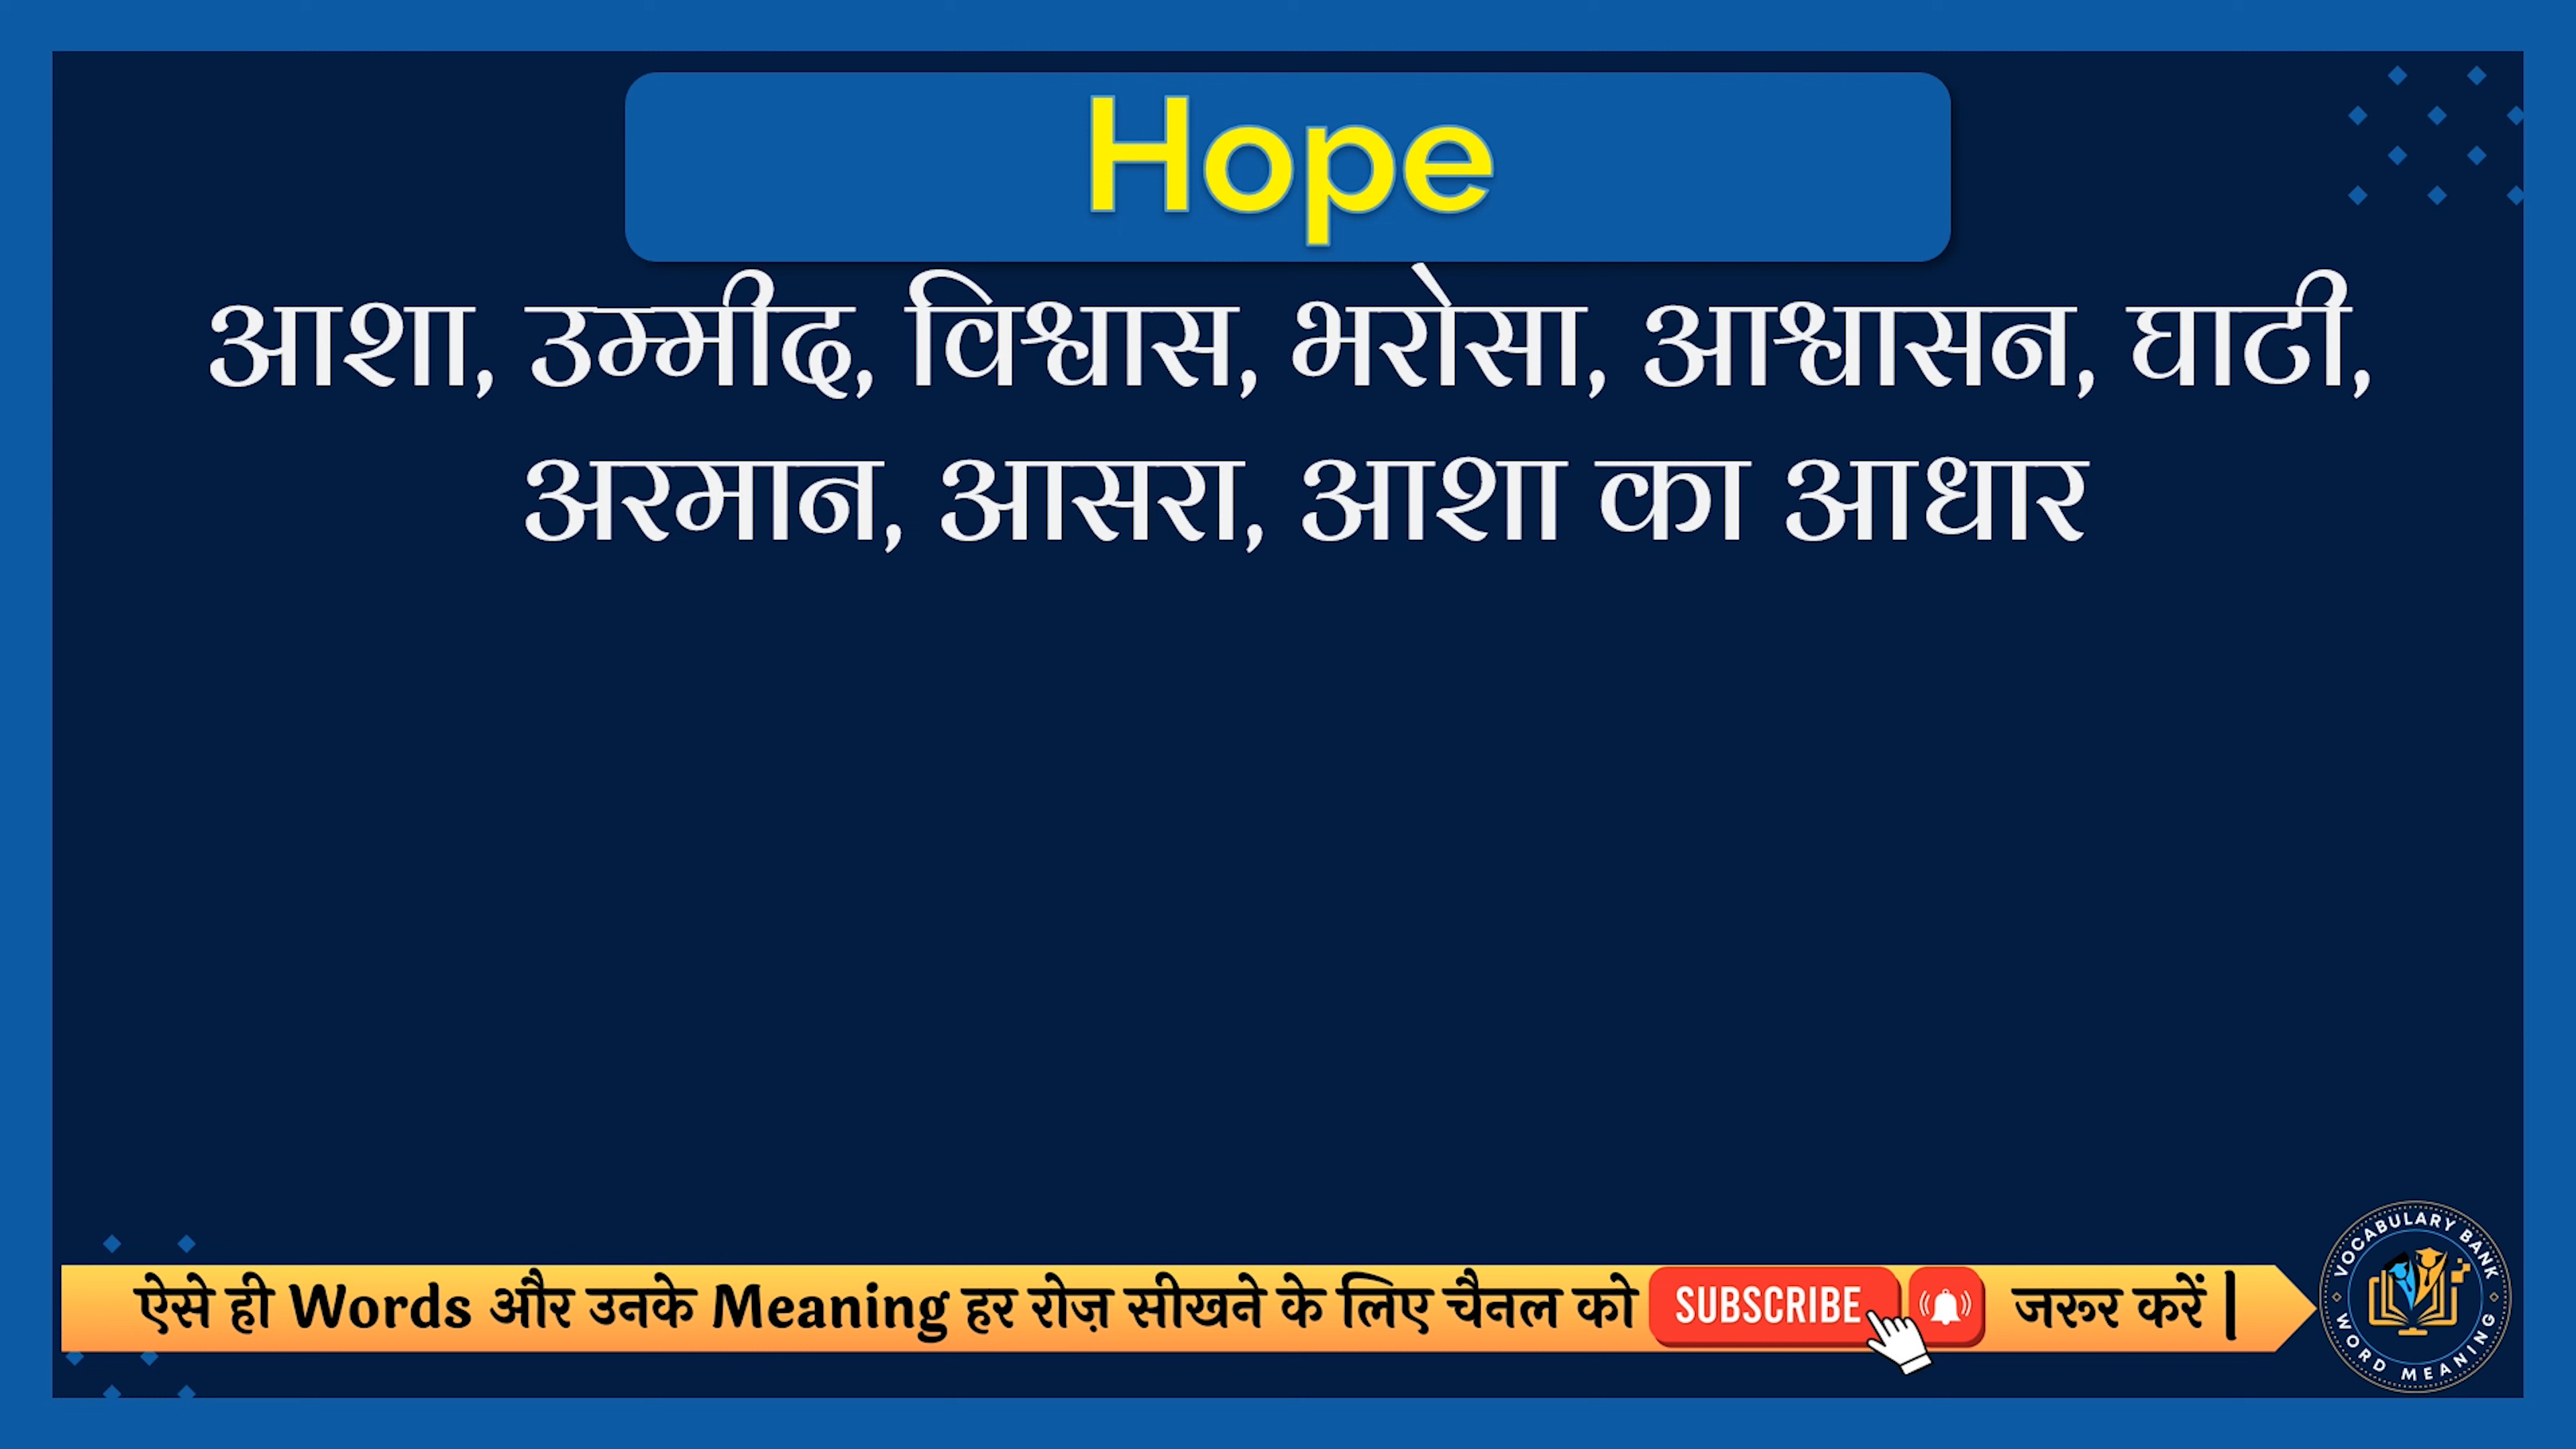 Hope
आशा, उम्मीद, विश्वास, भरोसा, आश्वासन, घाटी,
अरमान, आसरा, आशा का आधार
ऐसे ही Words और उनके Meaning हर रोज़ सीखने के लिए चैनल को SUBSCRIBE जरूर करें |
VOCABULARY BANK
WORD MEANING